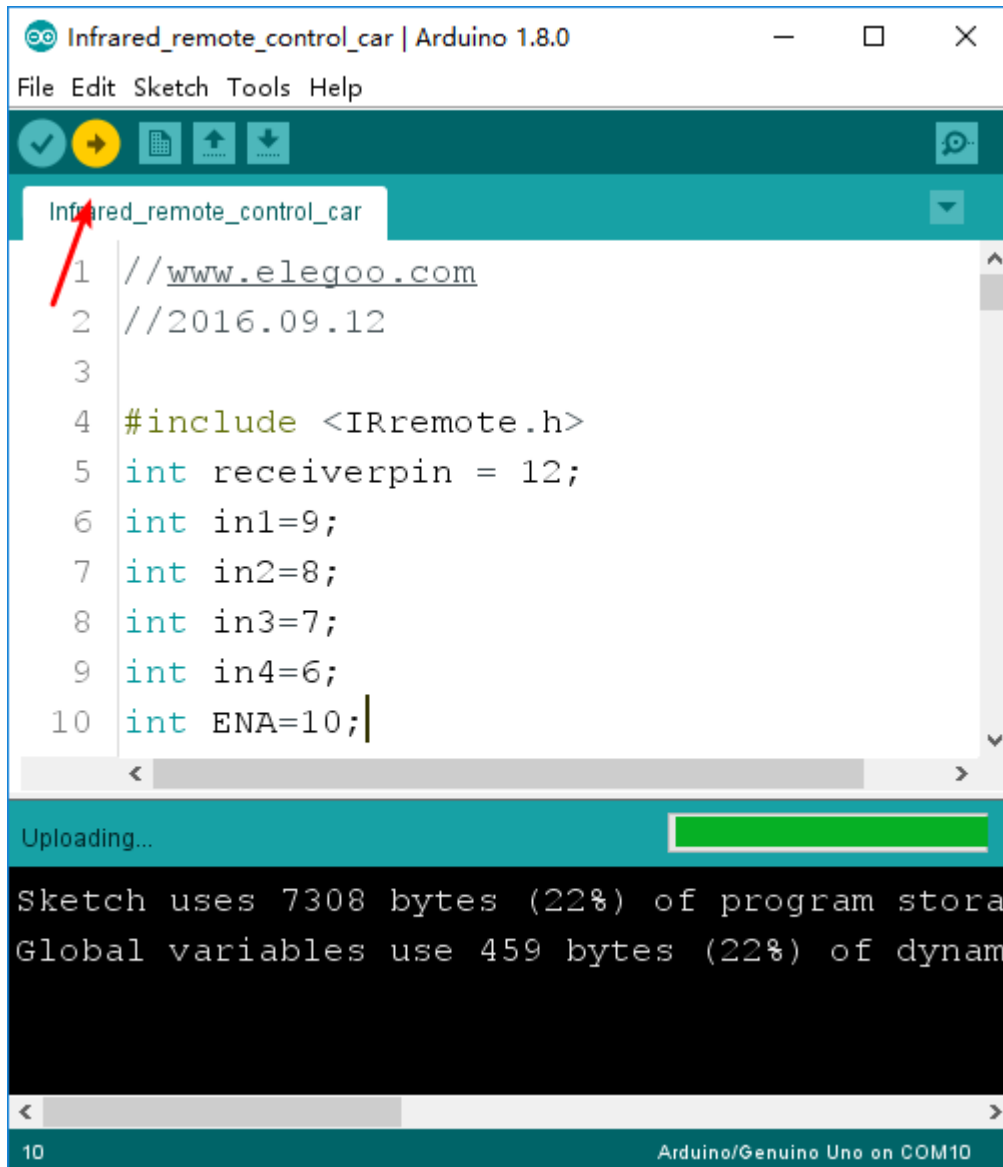 Infrared_remote_control_car | Arduino 1.8.0
File Edit Sketch Tools Help
Infrared_remote_control_car
1 //www.elegoo.com
2 //2016.09.12
3
4 #include <IRremote.h>
5 int receiverpin = 12;
6 int in1=9;
7 int in2=8;
8 int in3=7;
9 int in4=6;
10 int ENA=10;
Uploading...
Sketch uses 7308 bytes (22%) of program stora
Global variables use 459 bytes (22%) of dynam
10 Arduino/Genuino Uno on COM10